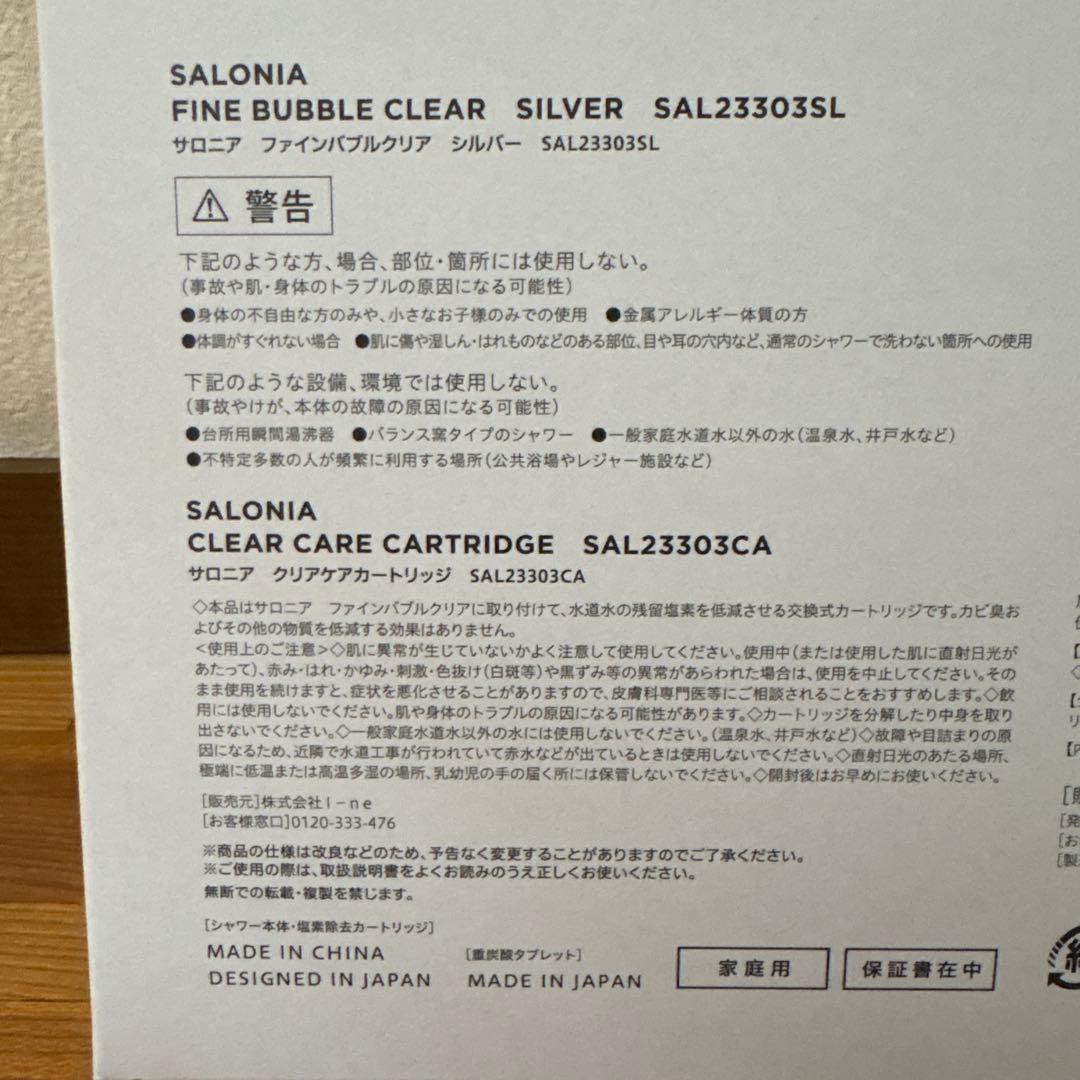 SALONIA
FINE BUBBLE CLEAR SILVER SAL23303SL
サロニア ファインバブルクリア シルバー SAL23303SL
⚠ 警告
下記のような方、場合、部位・箇所には使用しない。
(事故や肌・身体のトラブルの原因になる可能性)
●身体の不自由な方のみや、小さなお子様のみでの使用 ●金属アレルギー体質の方
●体調がすぐれない場合 ●肌に傷や湿しん・はれものなどのある部位、目や耳の穴内など、通常のシャワーで洗わない箇所への使用
下記のような設備、環境では使用しない。
(事故やけが、本体の故障の原因になる可能性)
●台所用瞬間湯沸器 ●バランス窯タイプのシャワー ●一般家庭水道水以外の水(温泉水、井戸水など)
●不特定多数の人が頻繁に利用する場所(公共浴場やレジャー施設など)
SALONIA
CLEAR CARE CARTRIDGE SAL23303CA
サロニア クリアケアカートリッジ SAL23303CA
◇本品はサロニア ファインバブルクリアに取り付けて、水道水の残留塩素を低減させる交換式カートリッジです。カビ臭お
よびその他の物質を低減する効果はありません。
<使用上のご注意>◇肌に異常が生じていないかよく注意して使用してください。使用中(または使用した肌に直射日光が
あたって)、赤み・はれ・かゆみ・刺激・色抜け(白斑等)や黒ずみ等の異常があらわれた場合は、使用を中止してください。その
まま使用を続けますと、症状を悪化させることがありますので、皮膚科専門医等にご相談されることをおすすめします。◇飲
用には使用しないでください。肌や身体のトラブルの原因になる可能性があります。◇カートリッジを分解したり中身を取り
出さないでください。◇一般家庭水道水以外の水には使用しないでください。(温泉水、井戸水など)◇故障や目詰まりの原
因になるため、近隣で水道工事が行われていて赤水などが出ているときは使用しないでください。◇直射日光のあたる場所、
極端に低温または高温多湿の場所、乳幼児の手の届く所には保管しないでください。◇開封後はお早めにお使いください。
[販売元]株式会社I-ne
[お客様窓口]0120-333-476
※商品の仕様は改良などのため、予告なく変更することがありますのでご了承ください。
※ご使用の際は、取扱説明書をよくお読みのうえ正しくお使いください。
無断での転載・複製を禁じます。
[シャワー本体・塩素除去カートリッジ]
MADE IN CHINA
DESIGNED IN JAPAN
[重炭酸タブレット]
MADE IN JAPAN
家庭用
保証書在中